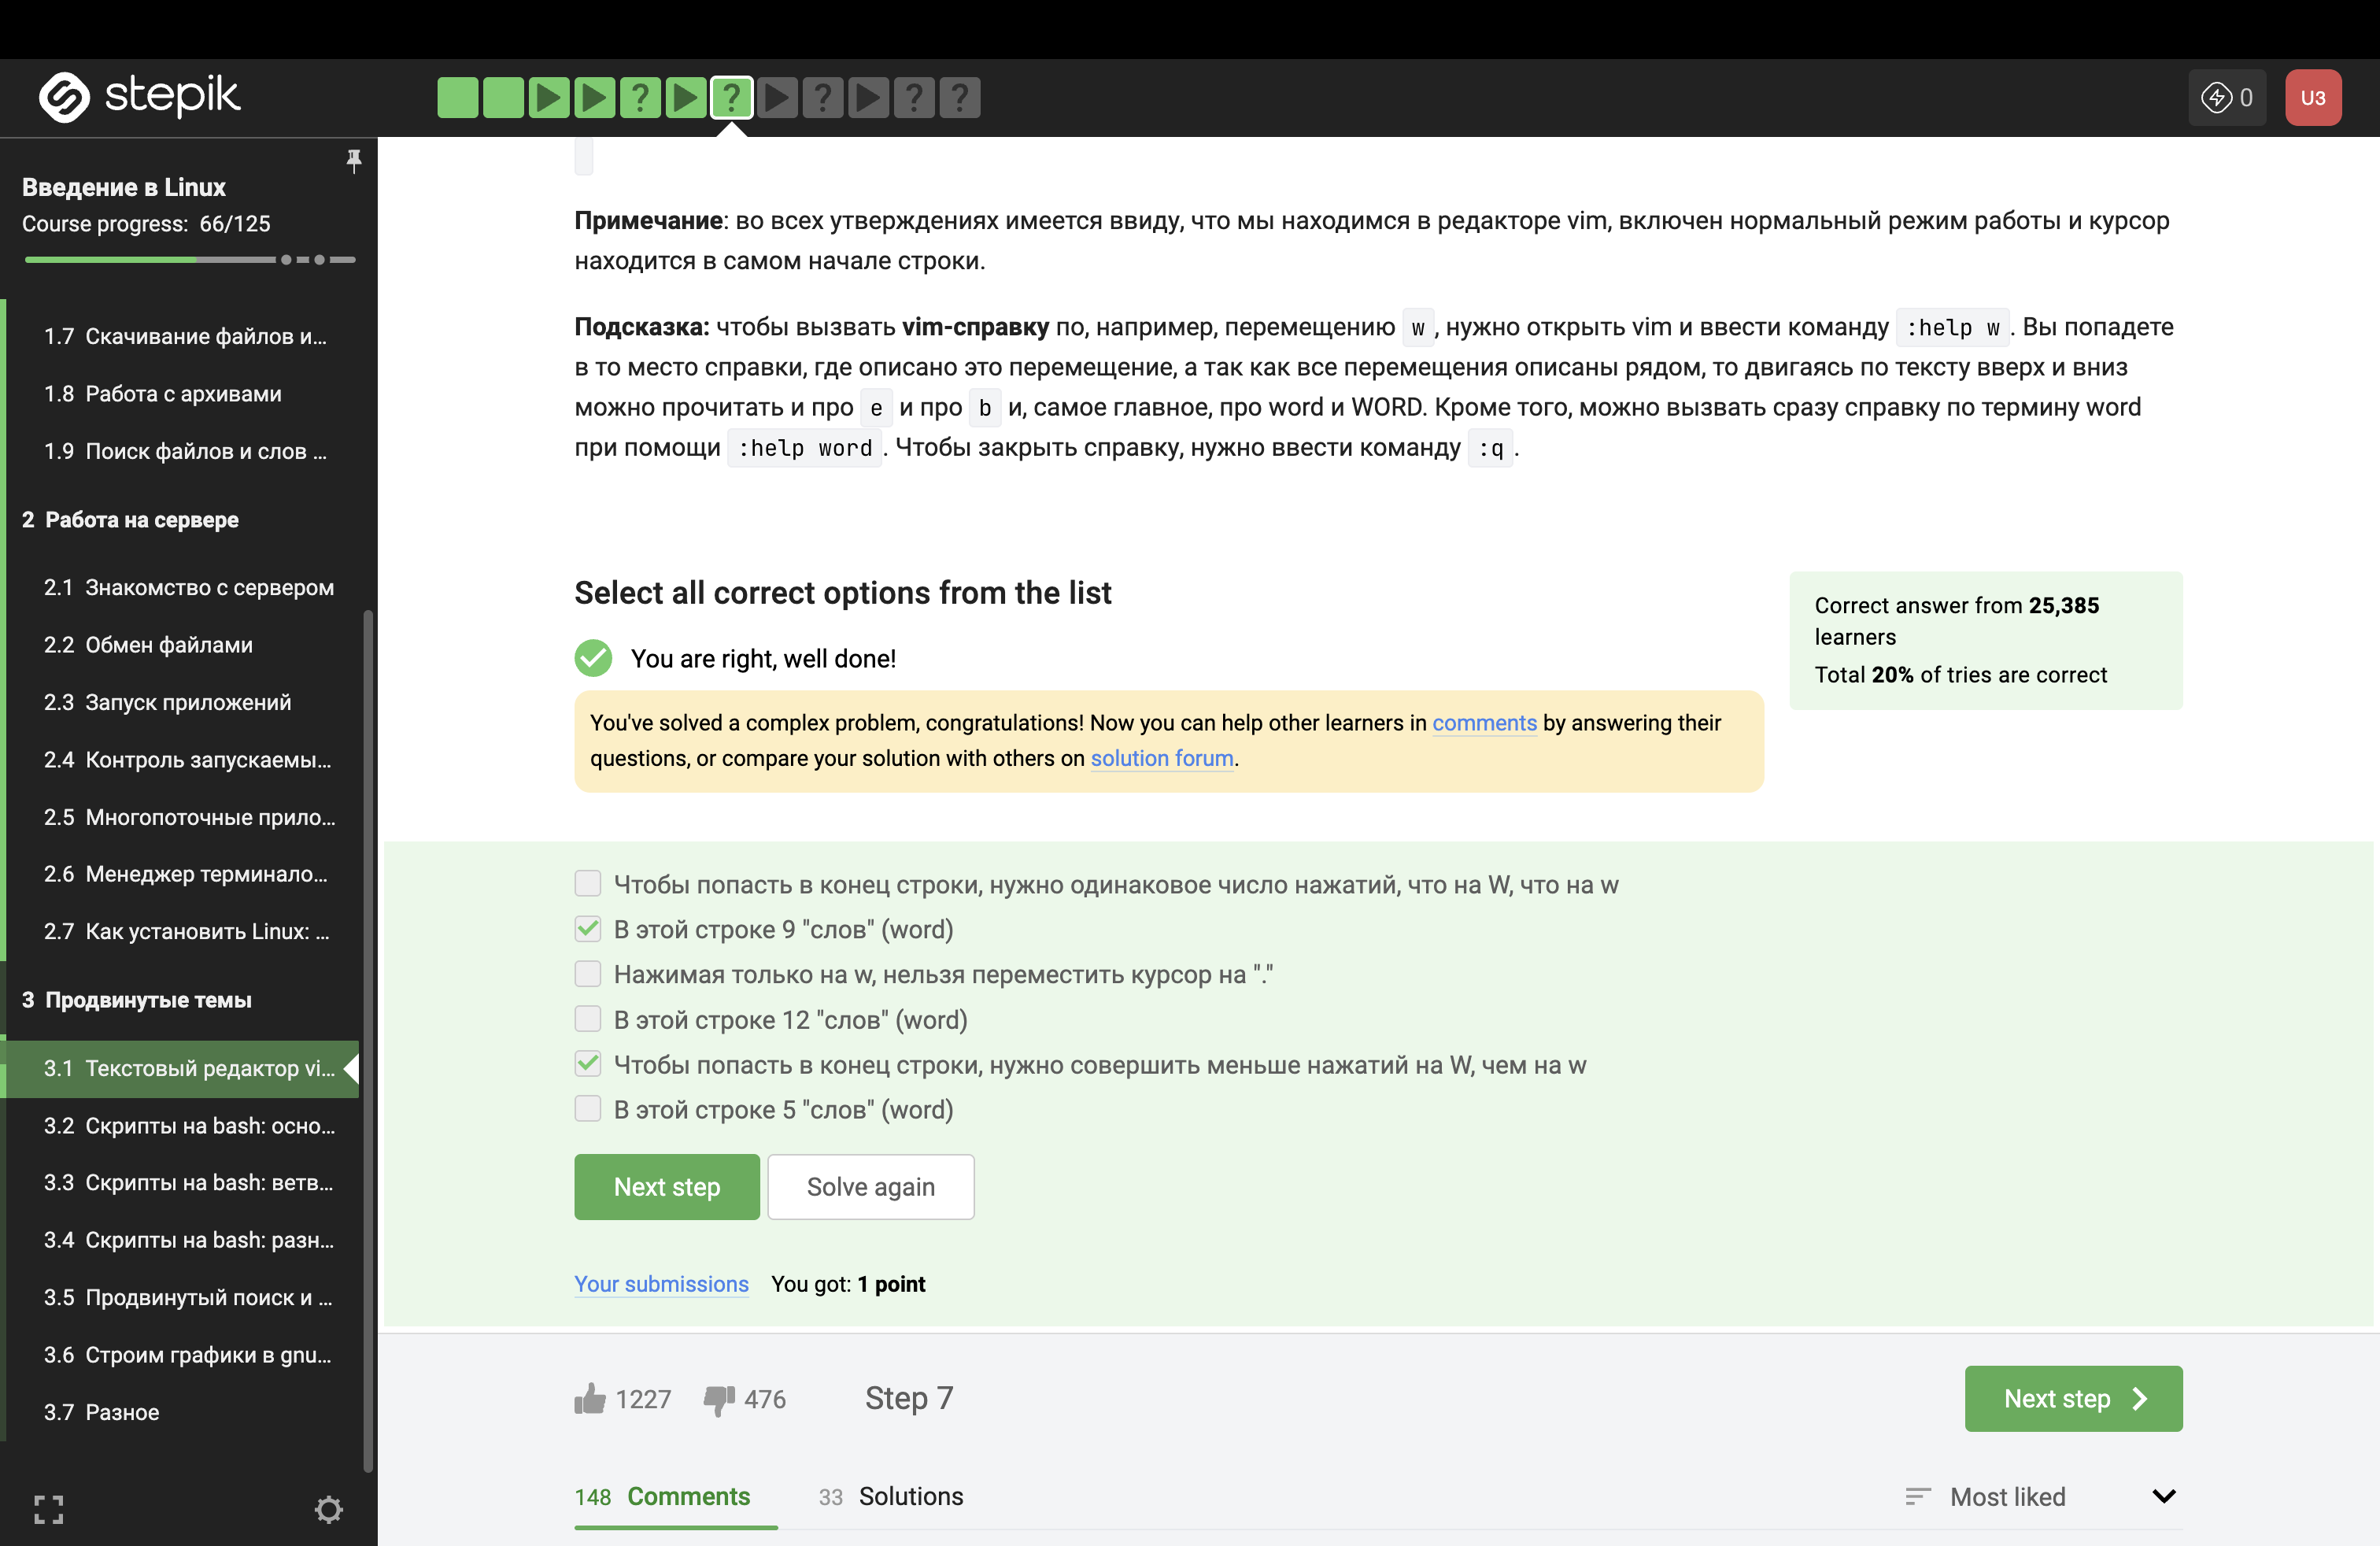 stepik
? ? ? ? ?
0
U3
Введение в Linux
Course progress: 66/125
1.7 Скачивание файлов и...
1.8 Работа с архивами
1.9 Поиск файлов и слов ...
2 Работа на сервере
2.1 Знакомство с сервером
2.2 Обмен файлами
2.3 Запуск приложений
2.4 Контроль запускаемы...
2.5 Многопоточные прило...
2.6 Менеджер терминало...
2.7 Как установить Linux: ...
3 Продвинутые темы
3.1 Текстовый редактор vi...
3.2 Скрипты на bash: осно...
3.3 Скрипты на bash: ветв...
3.4 Скрипты на bash: разн...
3.5 Продвинутый поиск и ...
3.6 Строим графики в gnu...
3.7 Разное
Примечание: во всех утверждениях имеется ввиду, что мы находимся в редакторе vim, включен нормальный режим работы и курсор
находится в самом начале строки.
Подсказка: чтобы вызвать vim-справку по, например, перемещению w, нужно открыть vim и ввести команду :help w. Вы попадете
в то место справки, где описано это перемещение, а так как все перемещения описаны рядом, то двигаясь по тексту вверх и вниз
можно прочитать и про e и про b и, самое главное, про word и WORD. Кроме того, можно вызвать сразу справку по термину word
при помощи :help word. Чтобы закрыть справку, нужно ввести команду :q.
Select all correct options from the list
You are right, well done!
You've solved a complex problem, congratulations! Now you can help other learners in comments by answering their
questions, or compare your solution with others on solution forum.
Correct answer from 25,385
learners
Total 20% of tries are correct
Чтобы попасть в конец строки, нужно одинаковое число нажатий, что на W, что на w
В этой строке 9 "слов" (word)
Нажимая только на w, нельзя переместить курсор на "."
В этой строке 12 "слов" (word)
Чтобы попасть в конец строки, нужно совершить меньше нажатий на W, чем на w
В этой строке 5 "слов" (word)
Next step
Solve again
Your submissions You got: 1 point
1227 476 Step 7
Next step
148 Comments 33 Solutions
Most liked